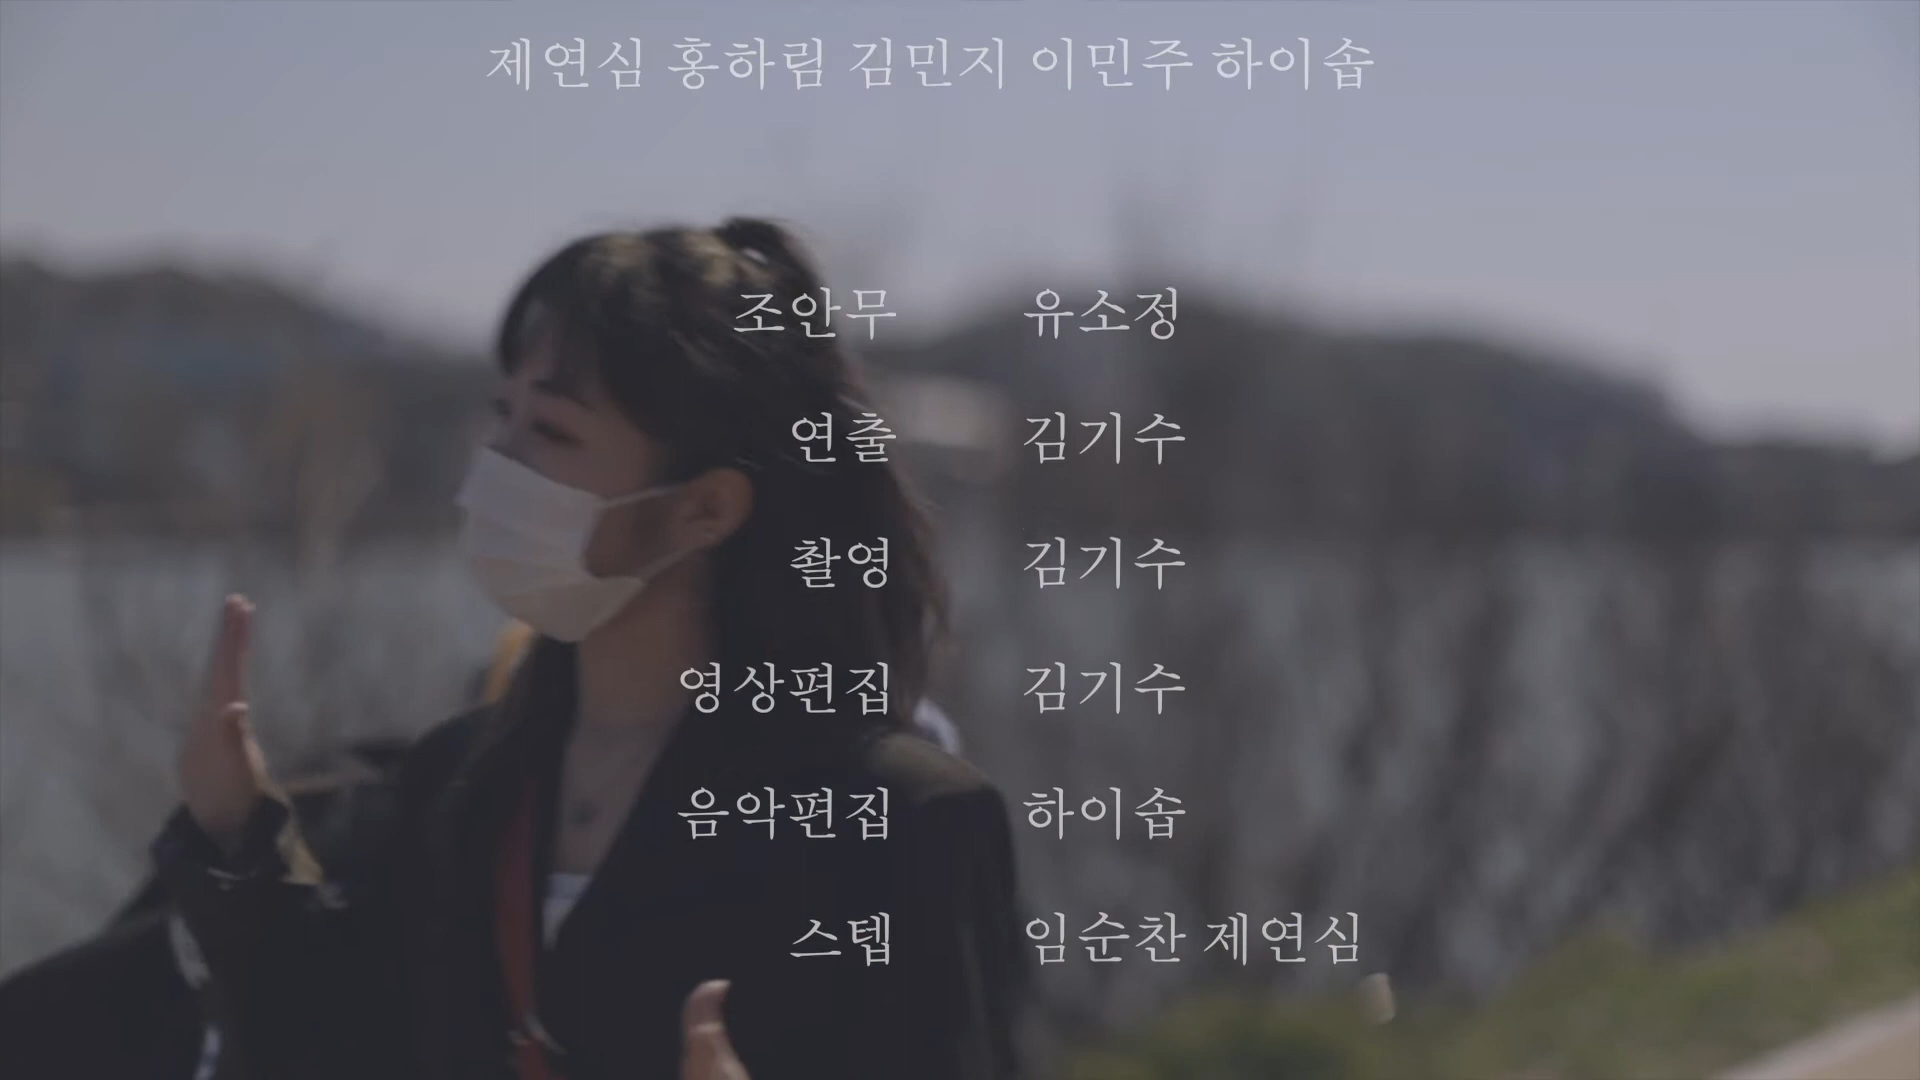 제연심 홍하림 김민지 이민주 하이솝
조안무 유소정
연출 김기수
촬영 김기수
영상편집 김기수
음악편집 하이솝
스텝 임순찬 제연심